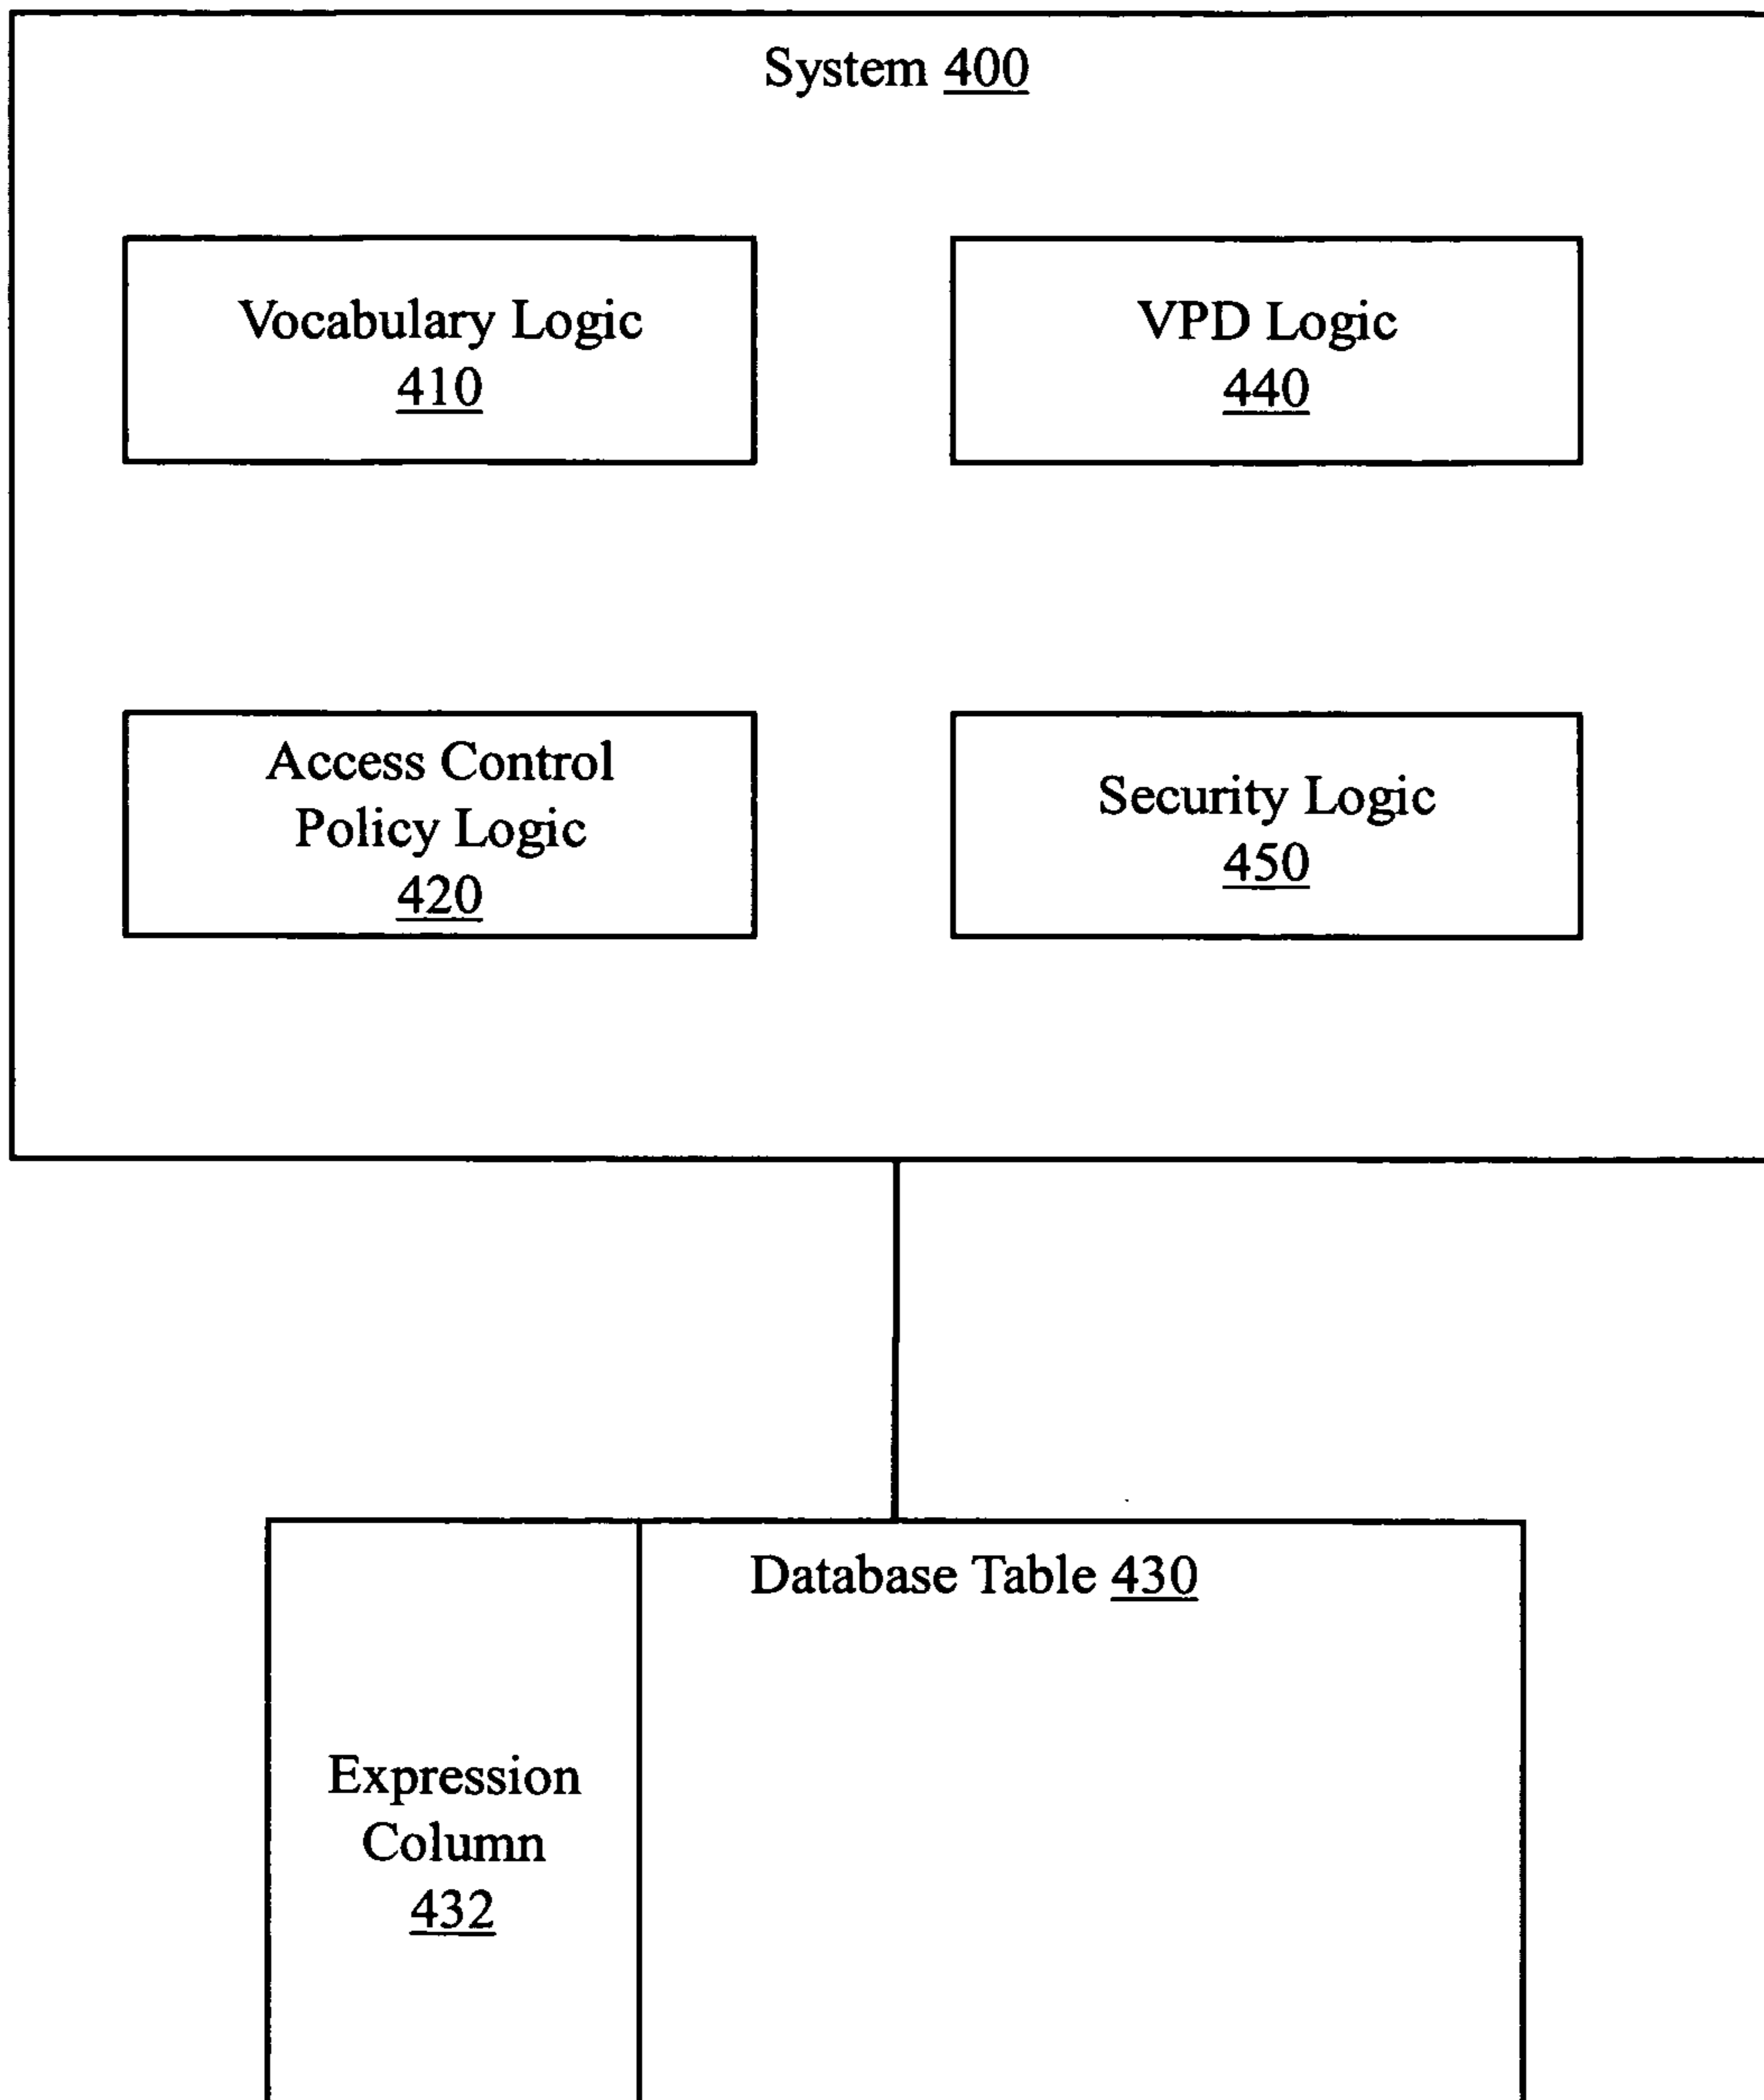 System 400
Vocabulary Logic
410
VPD Logic
440
Access Control
Policy Logic
420
Security Logic
450
Database Table 430
Expression
Column
432